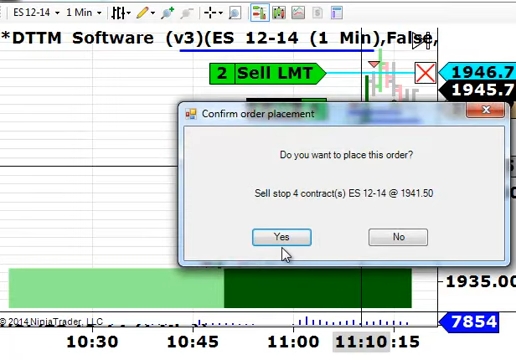 ES 12-14 1 Min
*DTTM Software (v3)(ES 12-14 (1 Min),False,
2 Sell LMT
1946.7
1945.7
Confirm order placement
Do you want to place this order?
Sell stop 4 contract(s) ES 12-14 @ 1941.50
Yes No
1935.00
© 2014 NinjaTrader, LLC
7854
10:30 10:45 11:00 11:10 :15